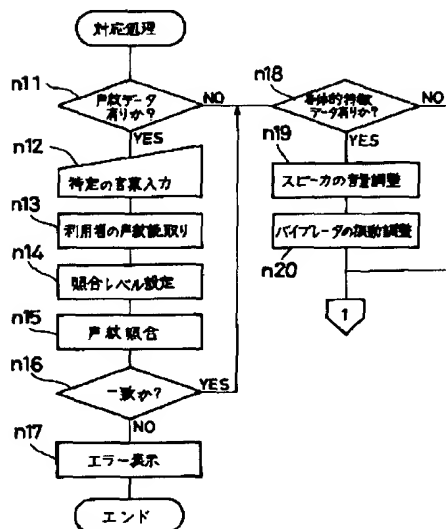 対応処理
n11
声紋データ
有りか?
NO
YES
n12
特定の言葉入力
n13
利用者の声紋読取り
n14
照合レベル設定
n15
声紋照合
n16
一致か?
YES
NO
n17
エラー表示
エンド
n18
身体的特徴
データ有りか?
NO
YES
n19
スピーカの音量調整
n20
バイブレータの振動調整
1